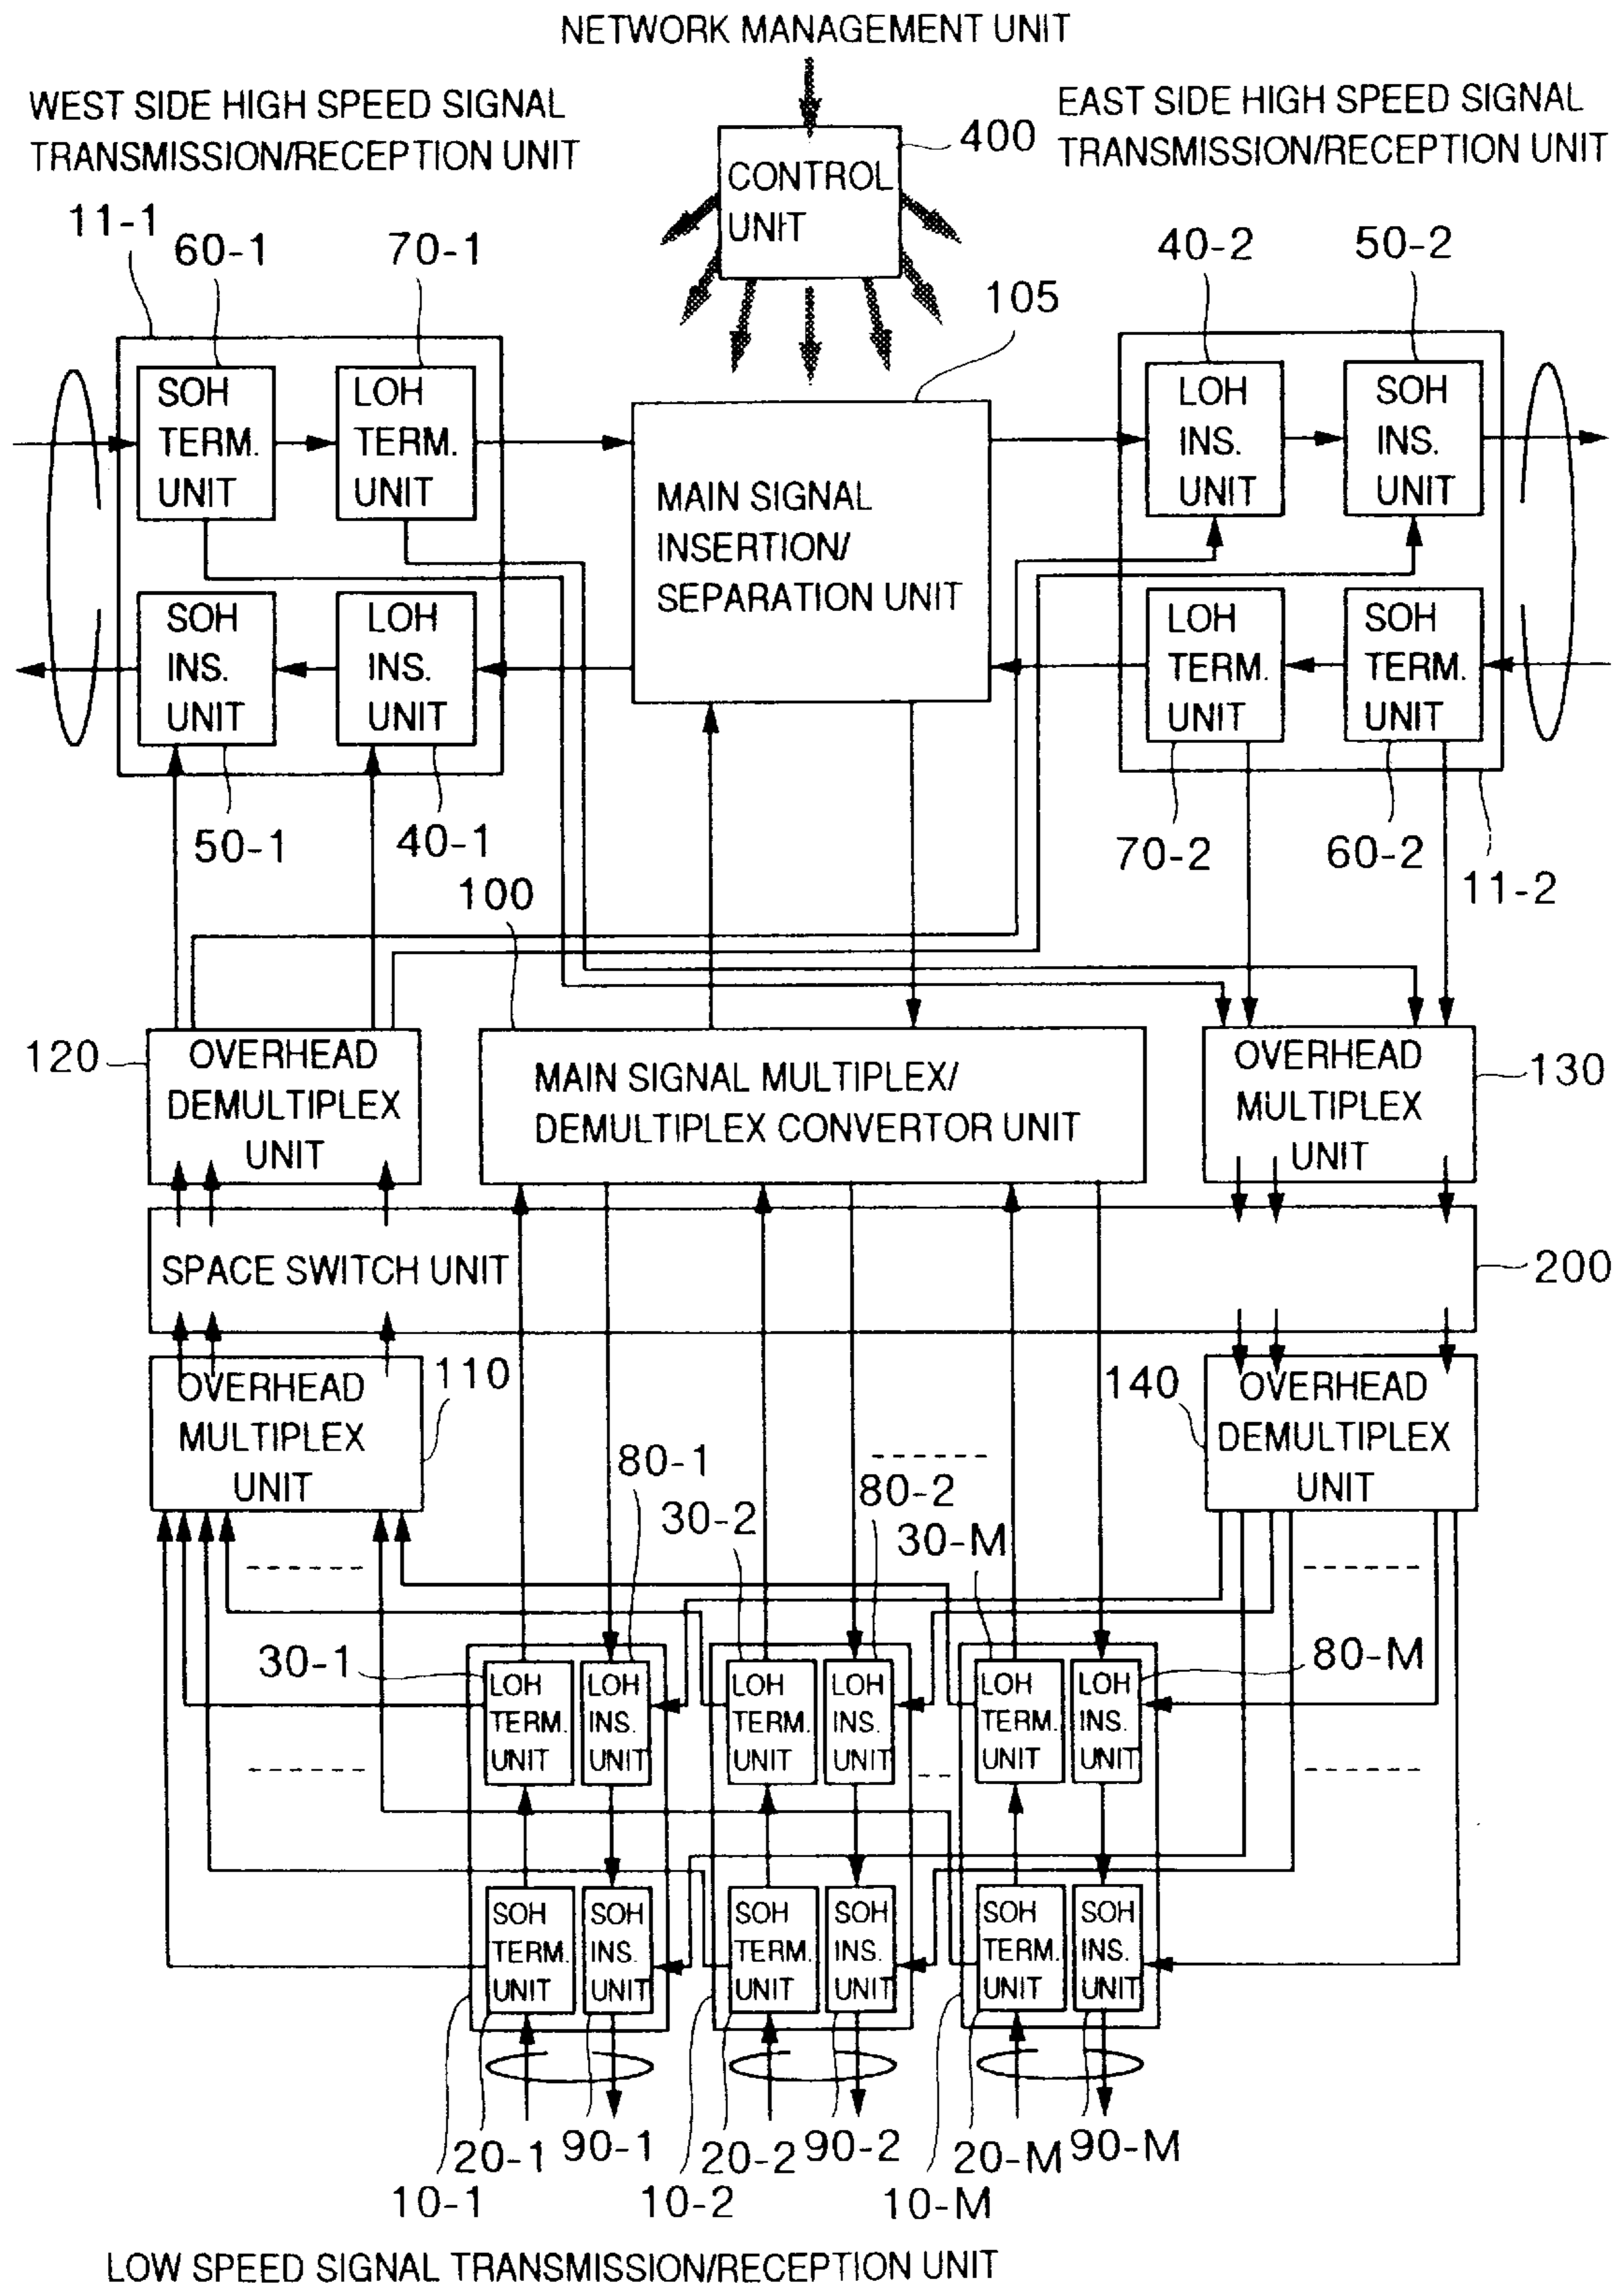 NETWORK MANAGEMENT UNIT
WEST SIDE HIGH SPEED SIGNAL
TRANSMISSION/RECEPTION UNIT
EAST SIDE HIGH SPEED SIGNAL
TRANSMISSION/RECEPTION UNIT
400
CONTROL
UNIT
11-1
60-1
70-1
40-2
50-2
105
SOH
TERM.
UNIT
LOH
TERM.
UNIT
MAIN SIGNAL
INSERTION/
SEPARATION UNIT
LOH
INS.
UNIT
SOH
INS.
UNIT
SOH
INS.
UNIT
LOH
INS.
UNIT
LOH
TERM.
UNIT
SOH
TERM.
UNIT
50-1
40-1
70-2
60-2
11-2
100
120
OVERHEAD
DEMULTIPLEX
UNIT
MAIN SIGNAL MULTIPLEX/
DEMULTIPLEX CONVERTOR UNIT
OVERHEAD
MULTIPLEX
UNIT
130
SPACE SWITCH UNIT
200
OVERHEAD
MULTIPLEX
UNIT
110
140
OVERHEAD
DEMULTIPLEX
UNIT
80-1
30-2
80-2
30-M
30-1
80-M
LOH
TERM.
UNIT
LOH
INS.
UNIT
LOH
TERM.
UNIT
LOH
INS.
UNIT
LOH
TERM.
UNIT
LOH
INS.
UNIT
SOH
TERM.
UNIT
SOH
INS.
UNIT
SOH
TERM.
UNIT
SOH
INS.
UNIT
SOH
TERM.
UNIT
SOH
INS.
UNIT
20-1
90-1
20-2
90-2
20-M
90-M
10-1
10-2
10-M
LOW SPEED SIGNAL TRANSMISSION/RECEPTION UNIT